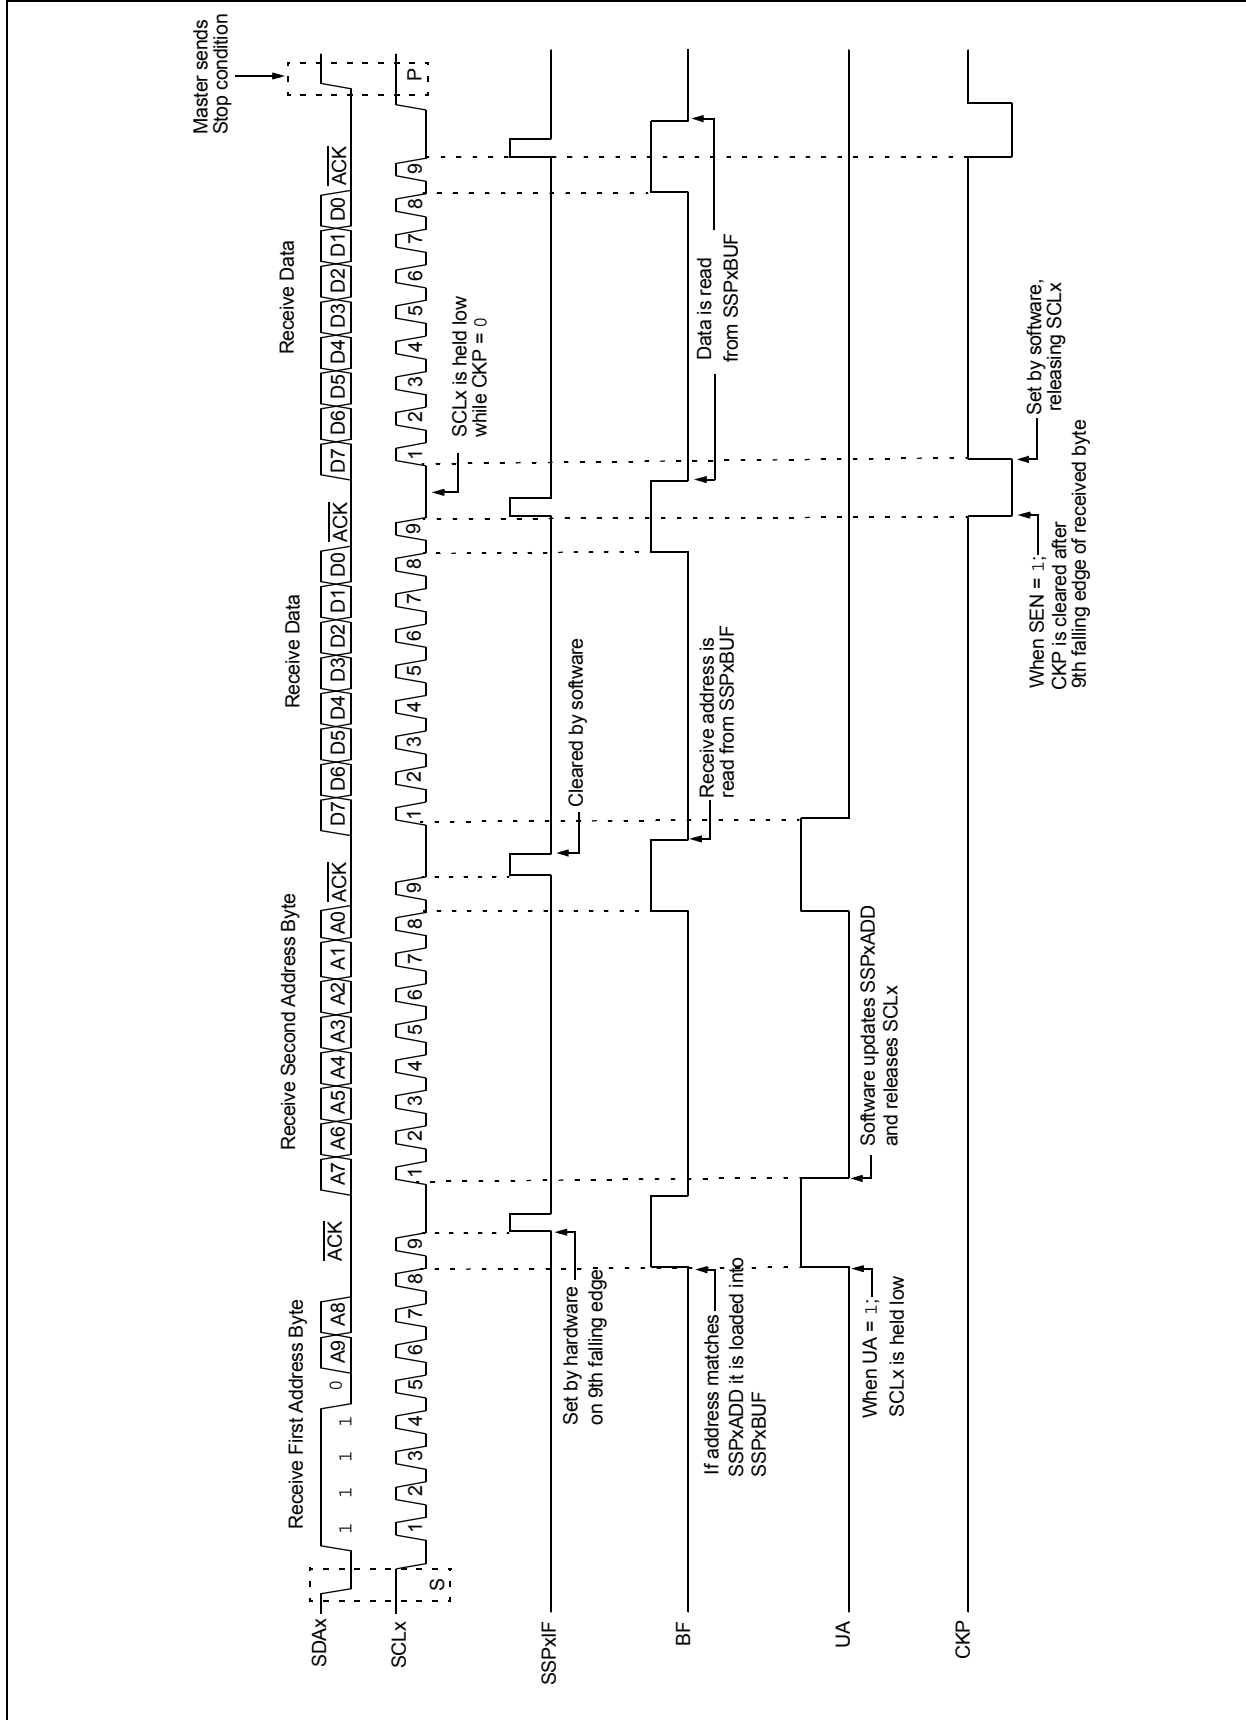 Master sends
Stop condition
Receive First Address Byte
Receive Second Address Byte
Receive Data
Receive Data
SDAx
1 1 1 1 0 A9 A8 ACK A7 A6 A5 A4 A3 A2 A1 A0 ACK D7 D6 D5 D4 D3 D2 D1 D0 ACK D7 D6 D5 D4 D3 D2 D1 D0 ACK
SCLx
S 1 2 3 4 5 6 7 8 9 1 2 3 4 5 6 7 8 9 1 2 3 4 5 6 7 8 9 1 2 3 4 5 6 7 8 9 P
SCLx is held low
while CKP = 0
SSPxIF
Set by hardware
on 9th falling edge
Cleared by software
BF
If address matches
SSPxADD it is loaded into
SSPxBUF
Receive address is
read from SSPxBUF
Data is read
from SSPxBUF
UA
When UA = 1;
SCLx is held low
Software updates SSPxADD
and releases SCLx
CKP
When SEN = 1;
CKP is cleared after
9th falling edge of received byte
Set by software,
releasing SCLx